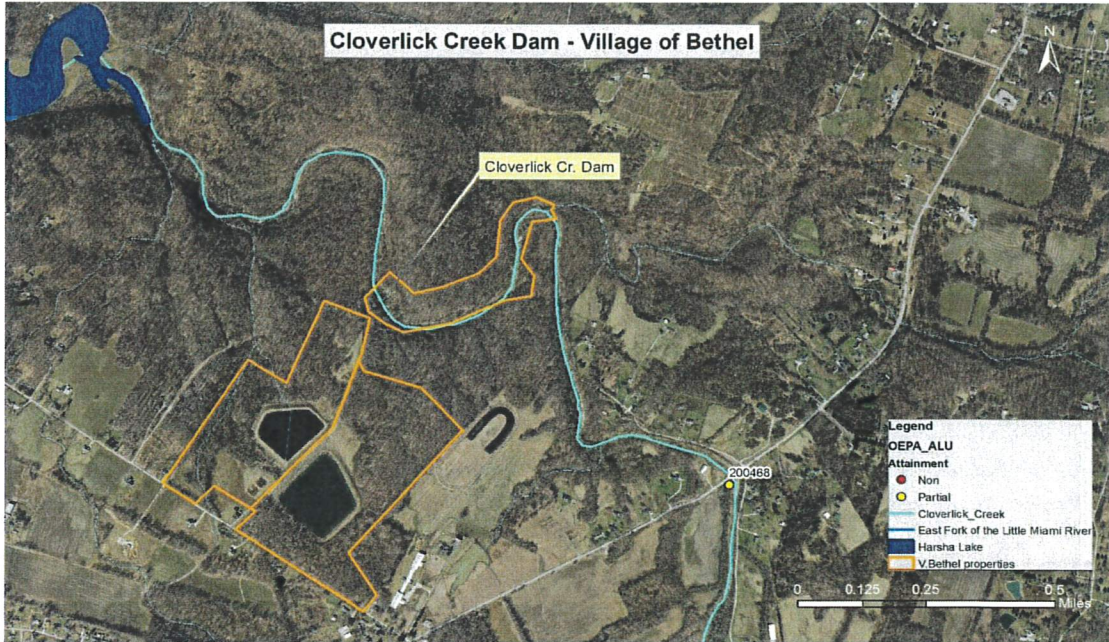 Cloverlick Creek Dam - Village of Bethel
N
Cloverlick Cr. Dam
200468
Legend
OEPA_ALU
Attainment
Non
Partial
Cloverlick_Creek
East Fork of the Little Miami River
Harsha Lake
V.Bethel properties
0 0.125 0.25 0.5
Miles